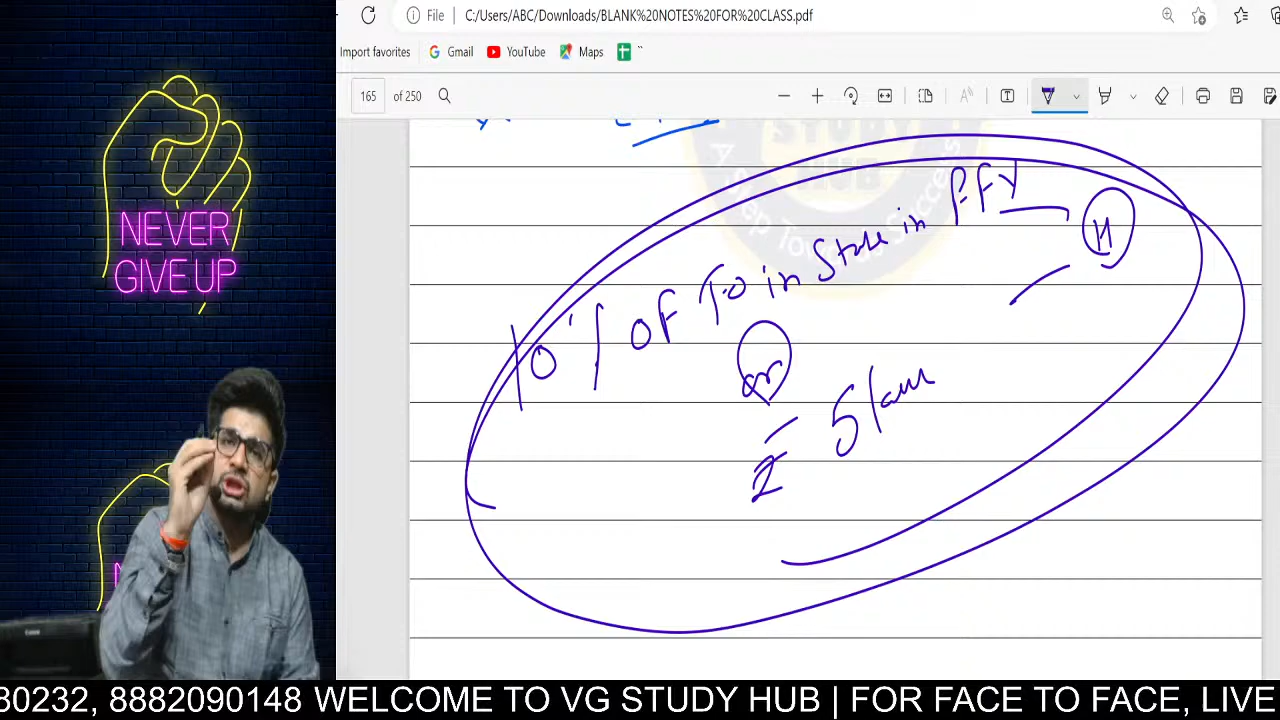 File C:/Users/ABC/Downloads/BLANK%20NOTES%20FOR%20CLASS.pdf
Import favorites Gmail YouTube Maps
165 of 250
NEVER
GIVE UP
10% of T.O in State in PFY
(H)
or
5 lac
80232, 8882090148 WELCOME TO VG STUDY HUB | FOR FACE TO FACE, LIVE